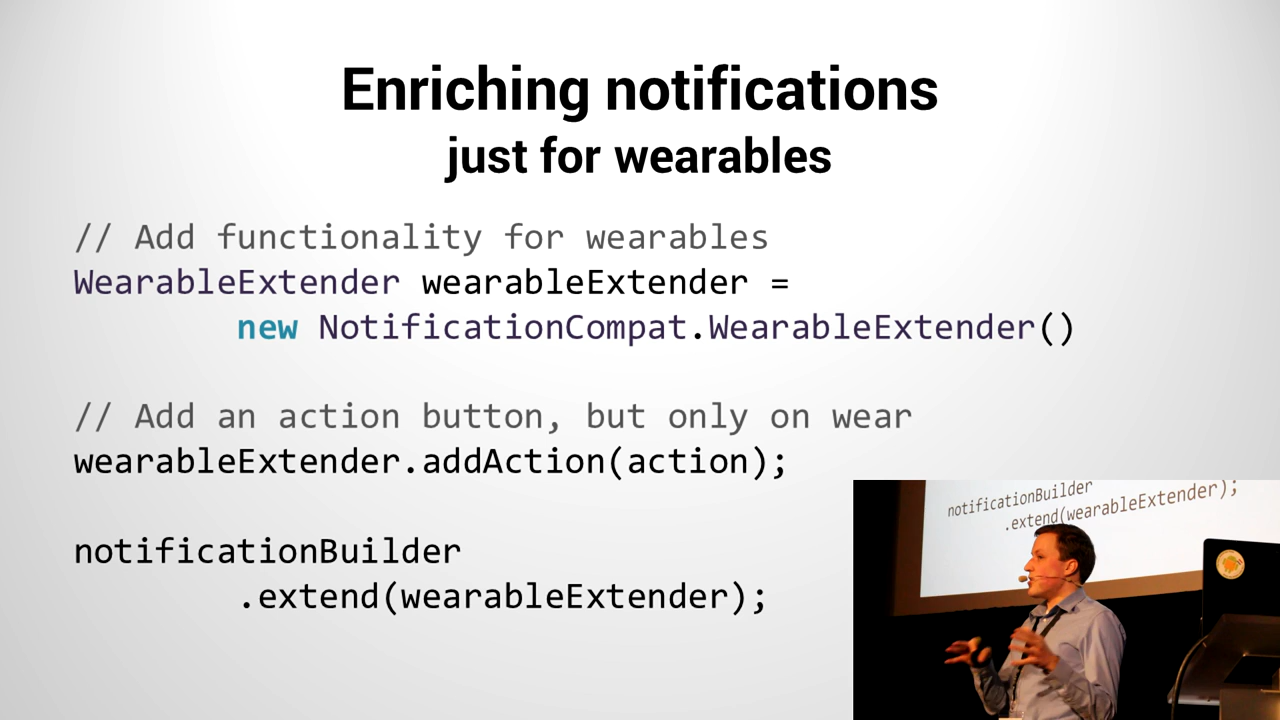 Enriching notifications
just for wearables
// Add functionality for wearables
WearableExtender wearableExtender =
new NotificationCompat.WearableExtender()
// Add an action button, but only on wear
wearableExtender.addAction(action);
notificationBuilder
.extend(wearableExtender);
notificationBuilder
.extend(wearableExtender);